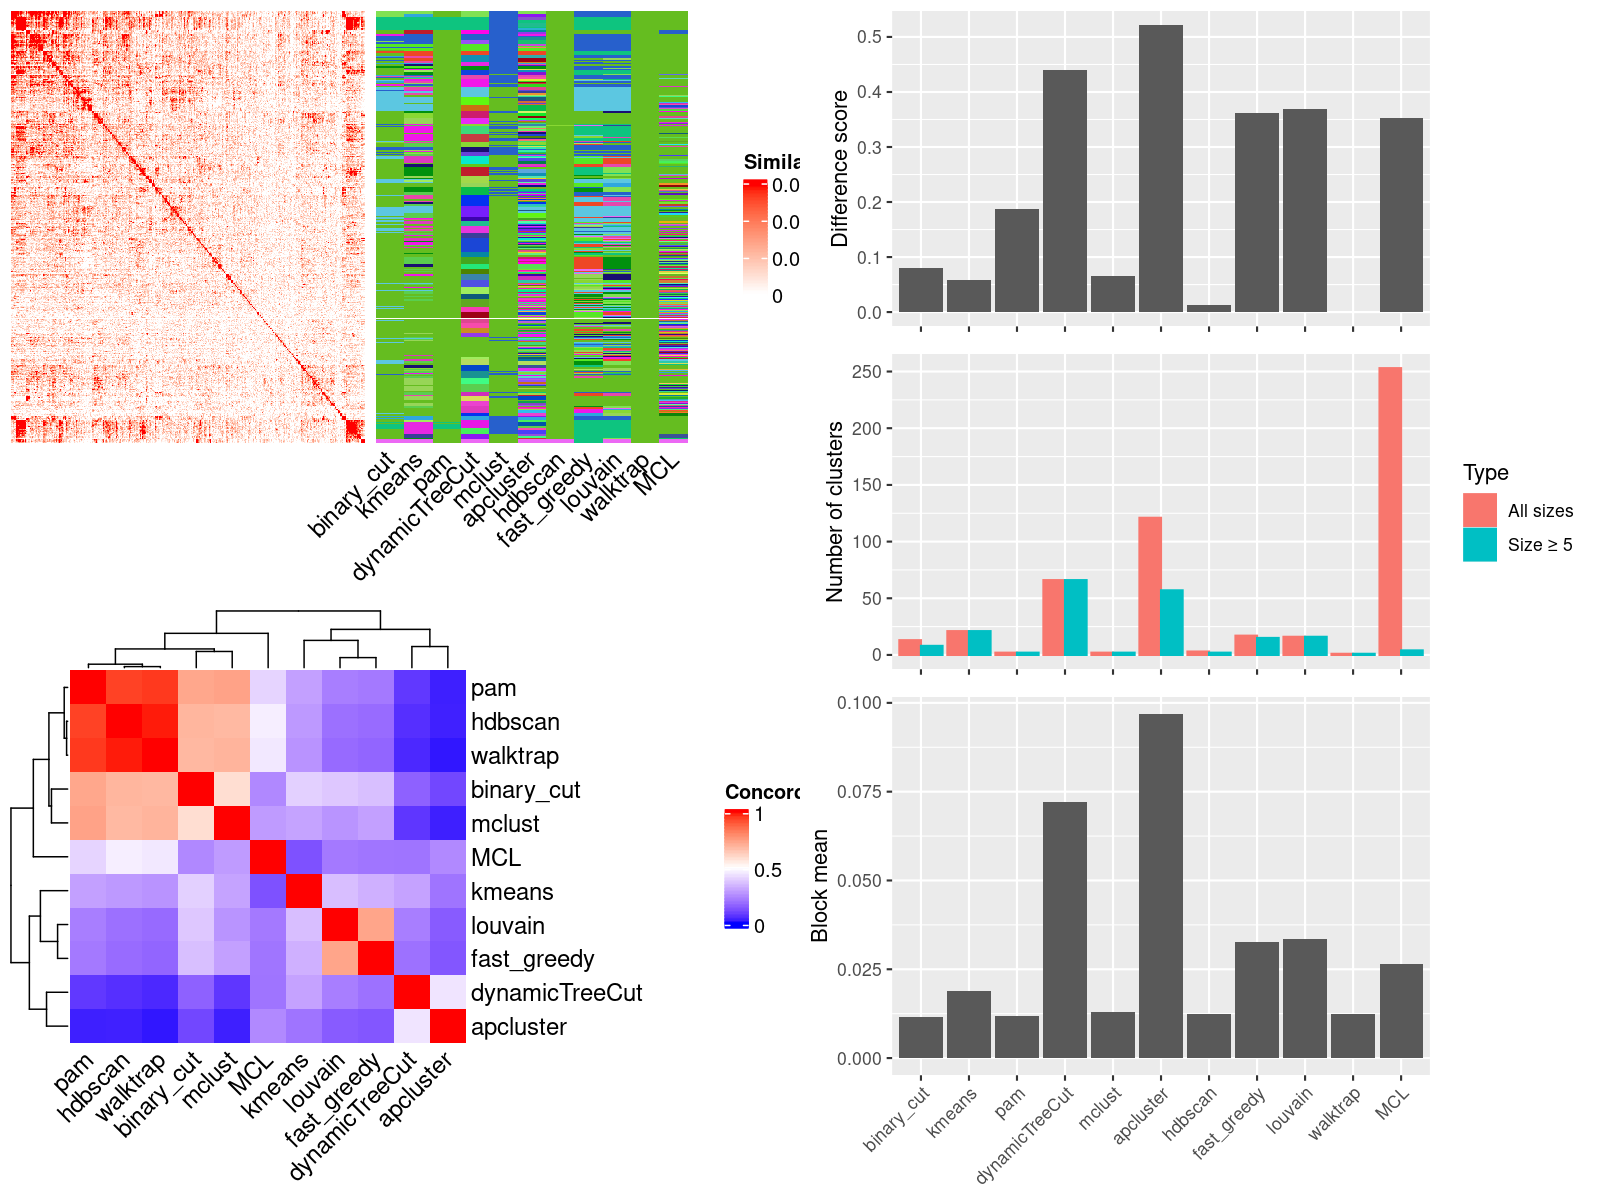 Simila
0.0
0.0
0.0
0
binary_cut
kmeans
pam
dynamicTreeCut
mclust
apcluster
hdbscan
fast_greedy
louvain
walktrap
MCL
pam
hdbscan
walktrap
binary_cut
mclust
MCL
kmeans
louvain
fast_greedy
dynamicTreeCut
apcluster
pam
hdbscan
walktrap
binary_cut
mclust
MCL
kmeans
louvain
fast_greedy
dynamicTreeCut
apcluster
Concord
1
0.5
0
Difference score
0.5
0.4
0.3
0.2
0.1
0.0
Number of clusters
250
200
150
100
50
0
Type
All sizes
Size ≥ 5
Block mean
0.100
0.075
0.050
0.025
0.000
binary_cut
kmeans
pam
dynamicTreeCut
mclust
apcluster
hdbscan
fast_greedy
louvain
walktrap
MCL